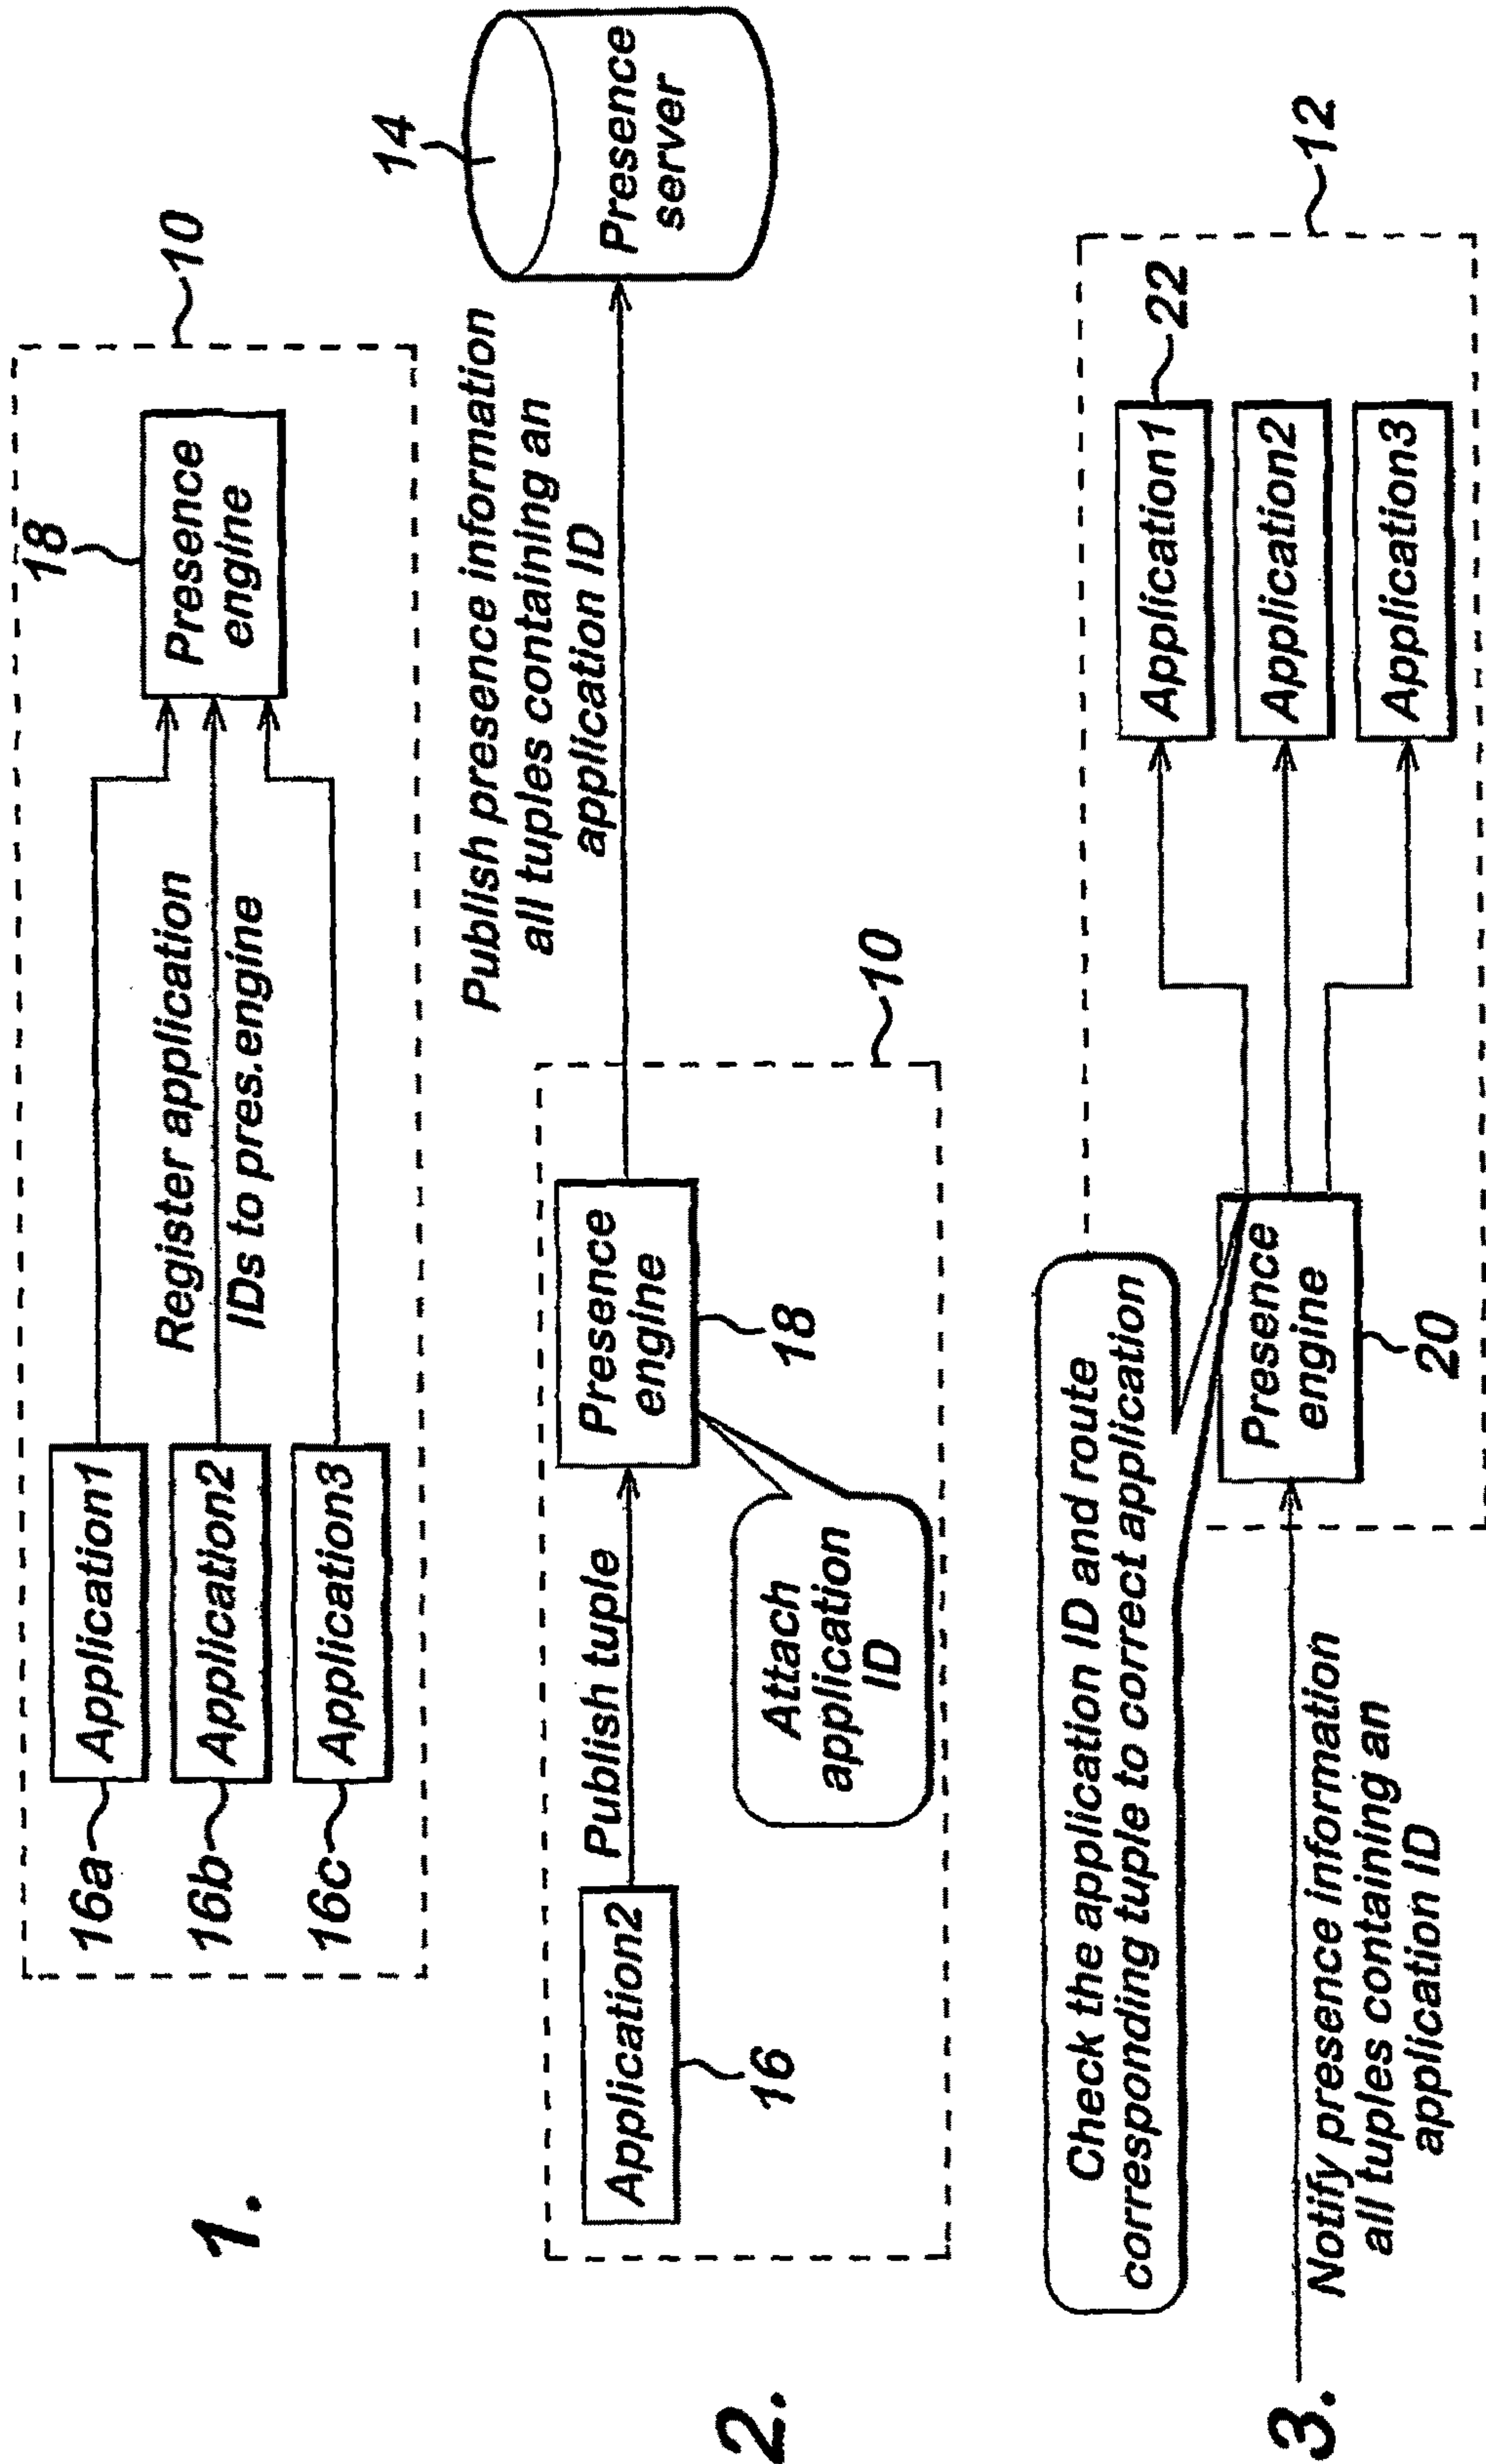 1.
10
16a
Application1
16b
Application2
16c
Application3
Register application
IDs to pres.engine
18
Presence
engine
2.
10
16
Application2
Publish tuple
Attach
application
ID
Presence
engine
18
Publish presence information
all tuples containing an
application ID
14
Presence
server
3.
Notify presence information
all tuples containing an
application ID
Check the application ID and route
corresponding tuple to correct application
Presence
engine
20
Application1
22
Application2
Application3
12